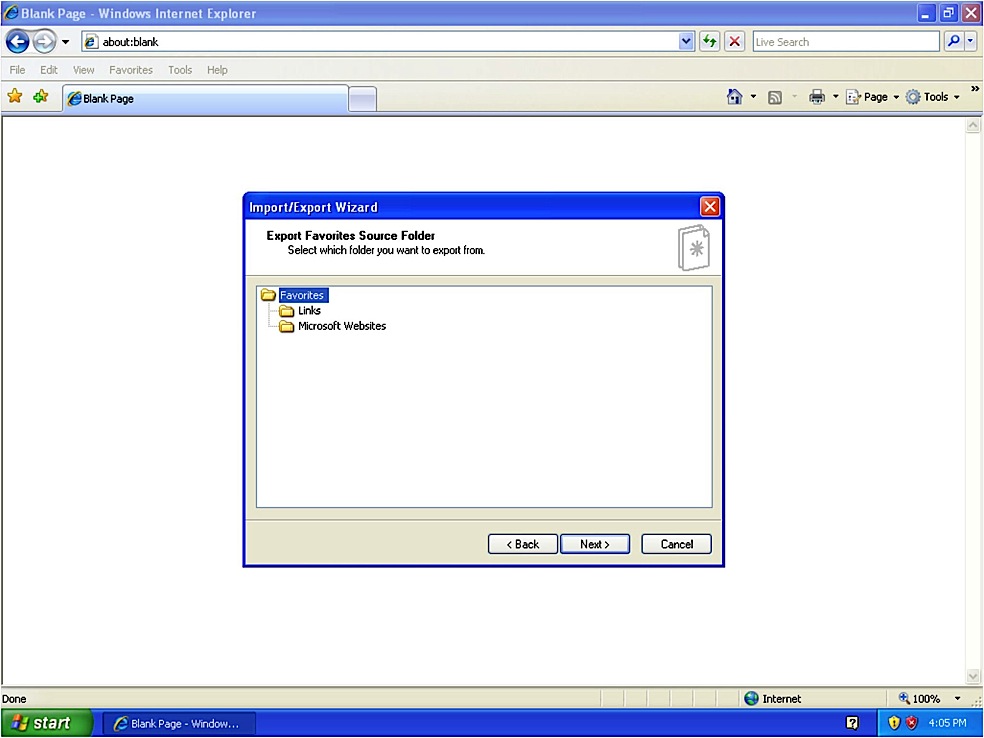 Blank Page - Windows Internet Explorer
about:blank
Live Search
File Edit View Favorites Tools Help
Blank Page
Page Tools »
Import/Export Wizard
Export Favorites Source Folder
Select which folder you want to export from.
Favorites
Links
Microsoft Websites
< Back Next > Cancel
Done Internet 100%
start Blank Page - Window... 4:05 PM